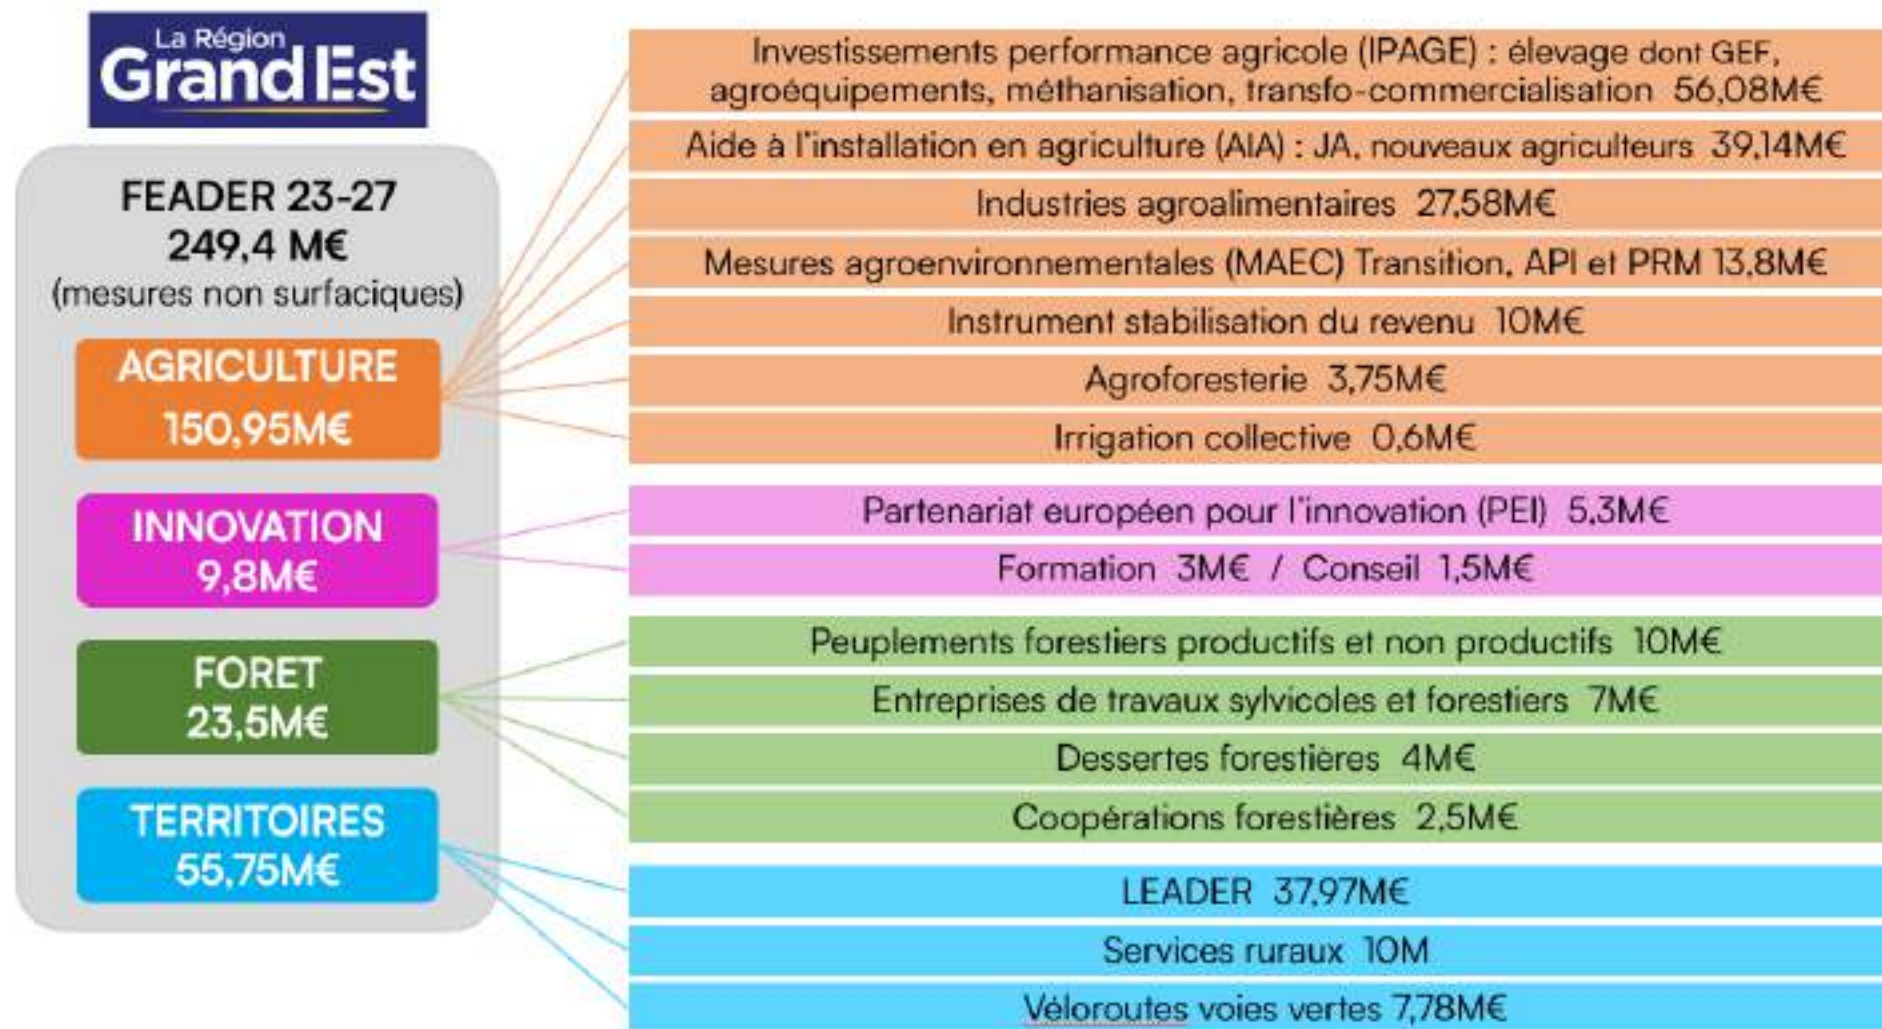 La Région
Grand Est
FEADER 23-27
249,4 M€
(mesures non surfaciques)
AGRICULTURE
150,95M€
INNOVATION
9,8M€
FORET
23,5M€
TERRITOIRES
55,75M€
Investissements performance agricole (IPAGE) : élevage dont GEF,
agroéquipements, méthanisation, transfo-commercialisation 56,08M€
Aide à l'installation en agriculture (AIA) : JA, nouveaux agriculteurs 39,14M€
Industries agroalimentaires 27,58M€
Mesures agroenvironnementales (MAEC) Transition, API et PRM 13,8M€
Instrument stabilisation du revenu 10M€
Agroforesterie 3,75M€
Irrigation collective 0,6M€
Partenariat européen pour l'innovation (PEI) 5,3M€
Formation 3M€ / Conseil 1,5M€
Peuplements forestiers productifs et non productifs 10M€
Entreprises de travaux sylvicoles et forestiers 7M€
Dessertes forestières 4M€
Coopérations forestières 2,5M€
LEADER 37,97M€
Services ruraux 10M
Véloroutes voies vertes 7,78M€